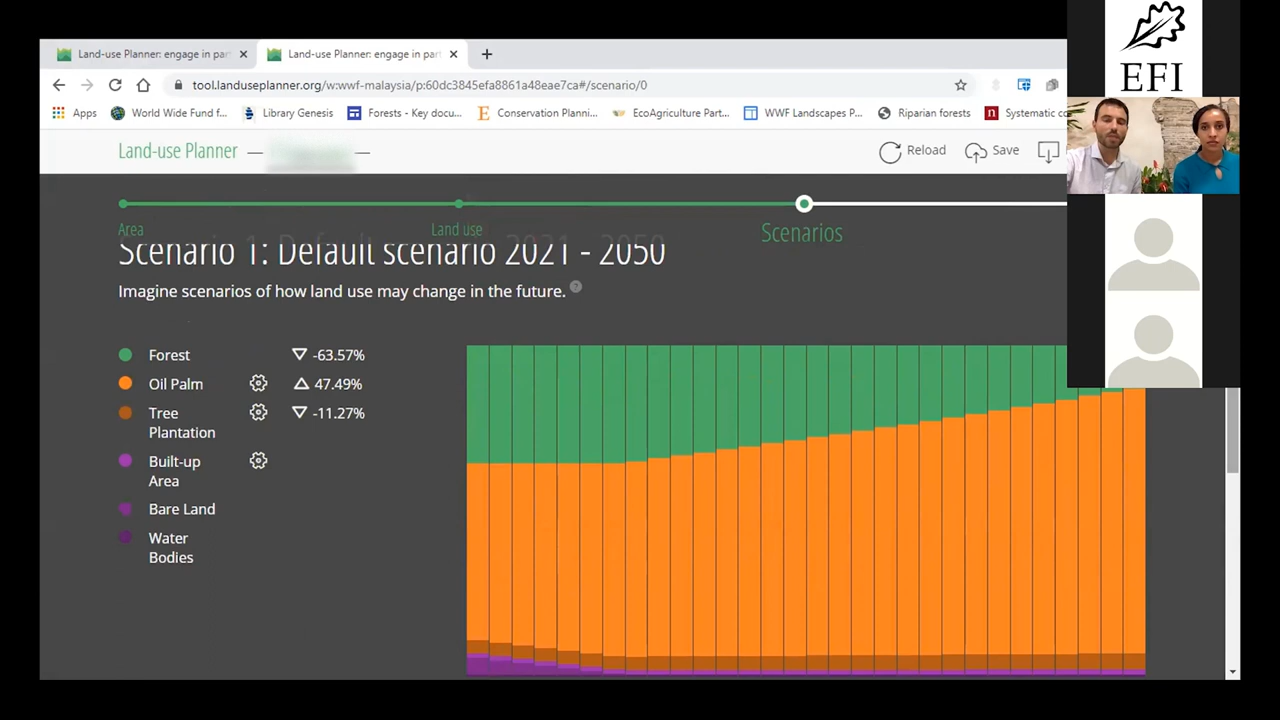 Land-use Planner: engage in par
Land-use Planner: engage in par
tool.landuseplanner.org/w:wwf-malaysia/p:60dc3845efa8861a48eae7ca#/scenario/0
Apps World Wide Fund f... Library Genesis Forests - Key docu... Conservation Planni... EcoAgriculture Part... WWF Landscapes P... Riparian forests Systematic co
EFI
Land-use Planner — — Reload Save
Area Land use Scenarios
Scenario 1: Default scenario 2021 - 2050
Imagine scenarios of how land use may change in the future. ?
Forest -63.57%
Oil Palm 47.49%
Tree -11.27%
Plantation
Built-up
Area
Bare Land
Water
Bodies